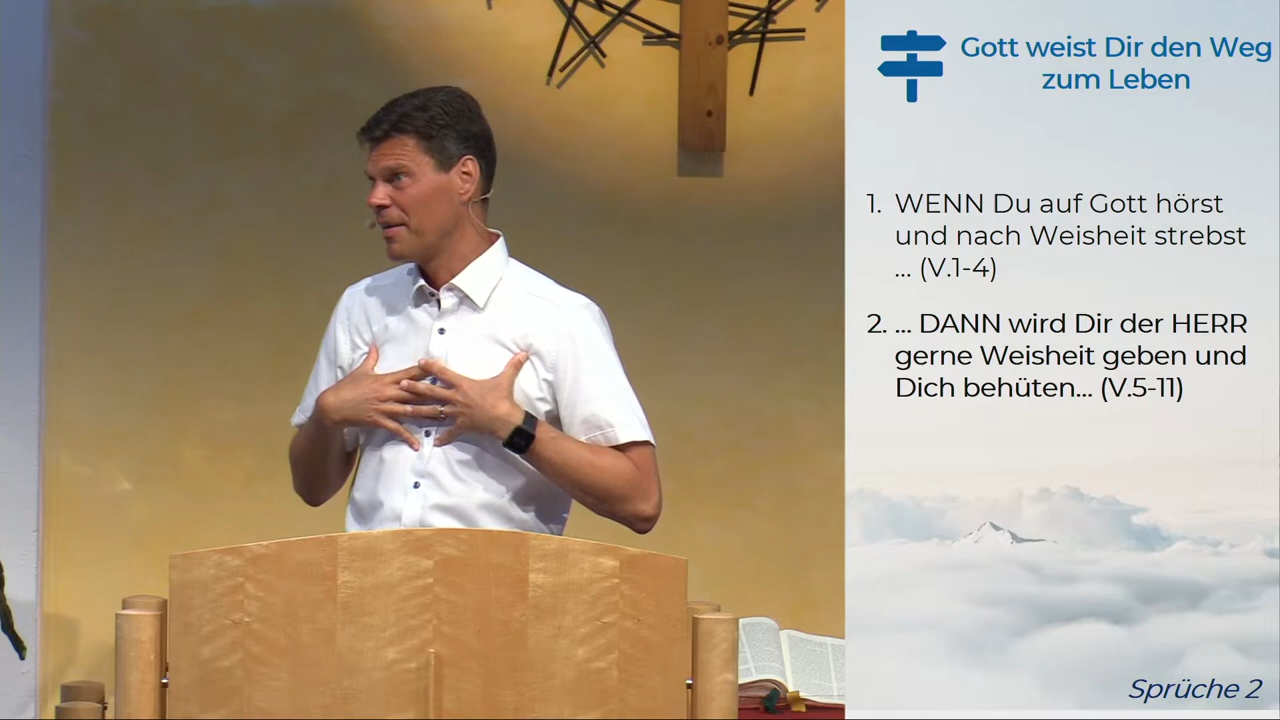 Gott weist Dir den Weg
zum Leben
1. WENN Du auf Gott hörst
und nach Weisheit strebst
... (V.1-4)
2. ... DANN wird Dir der HERR
gerne Weisheit geben und
Dich behüten... (V.5-11)
Sprüche 2